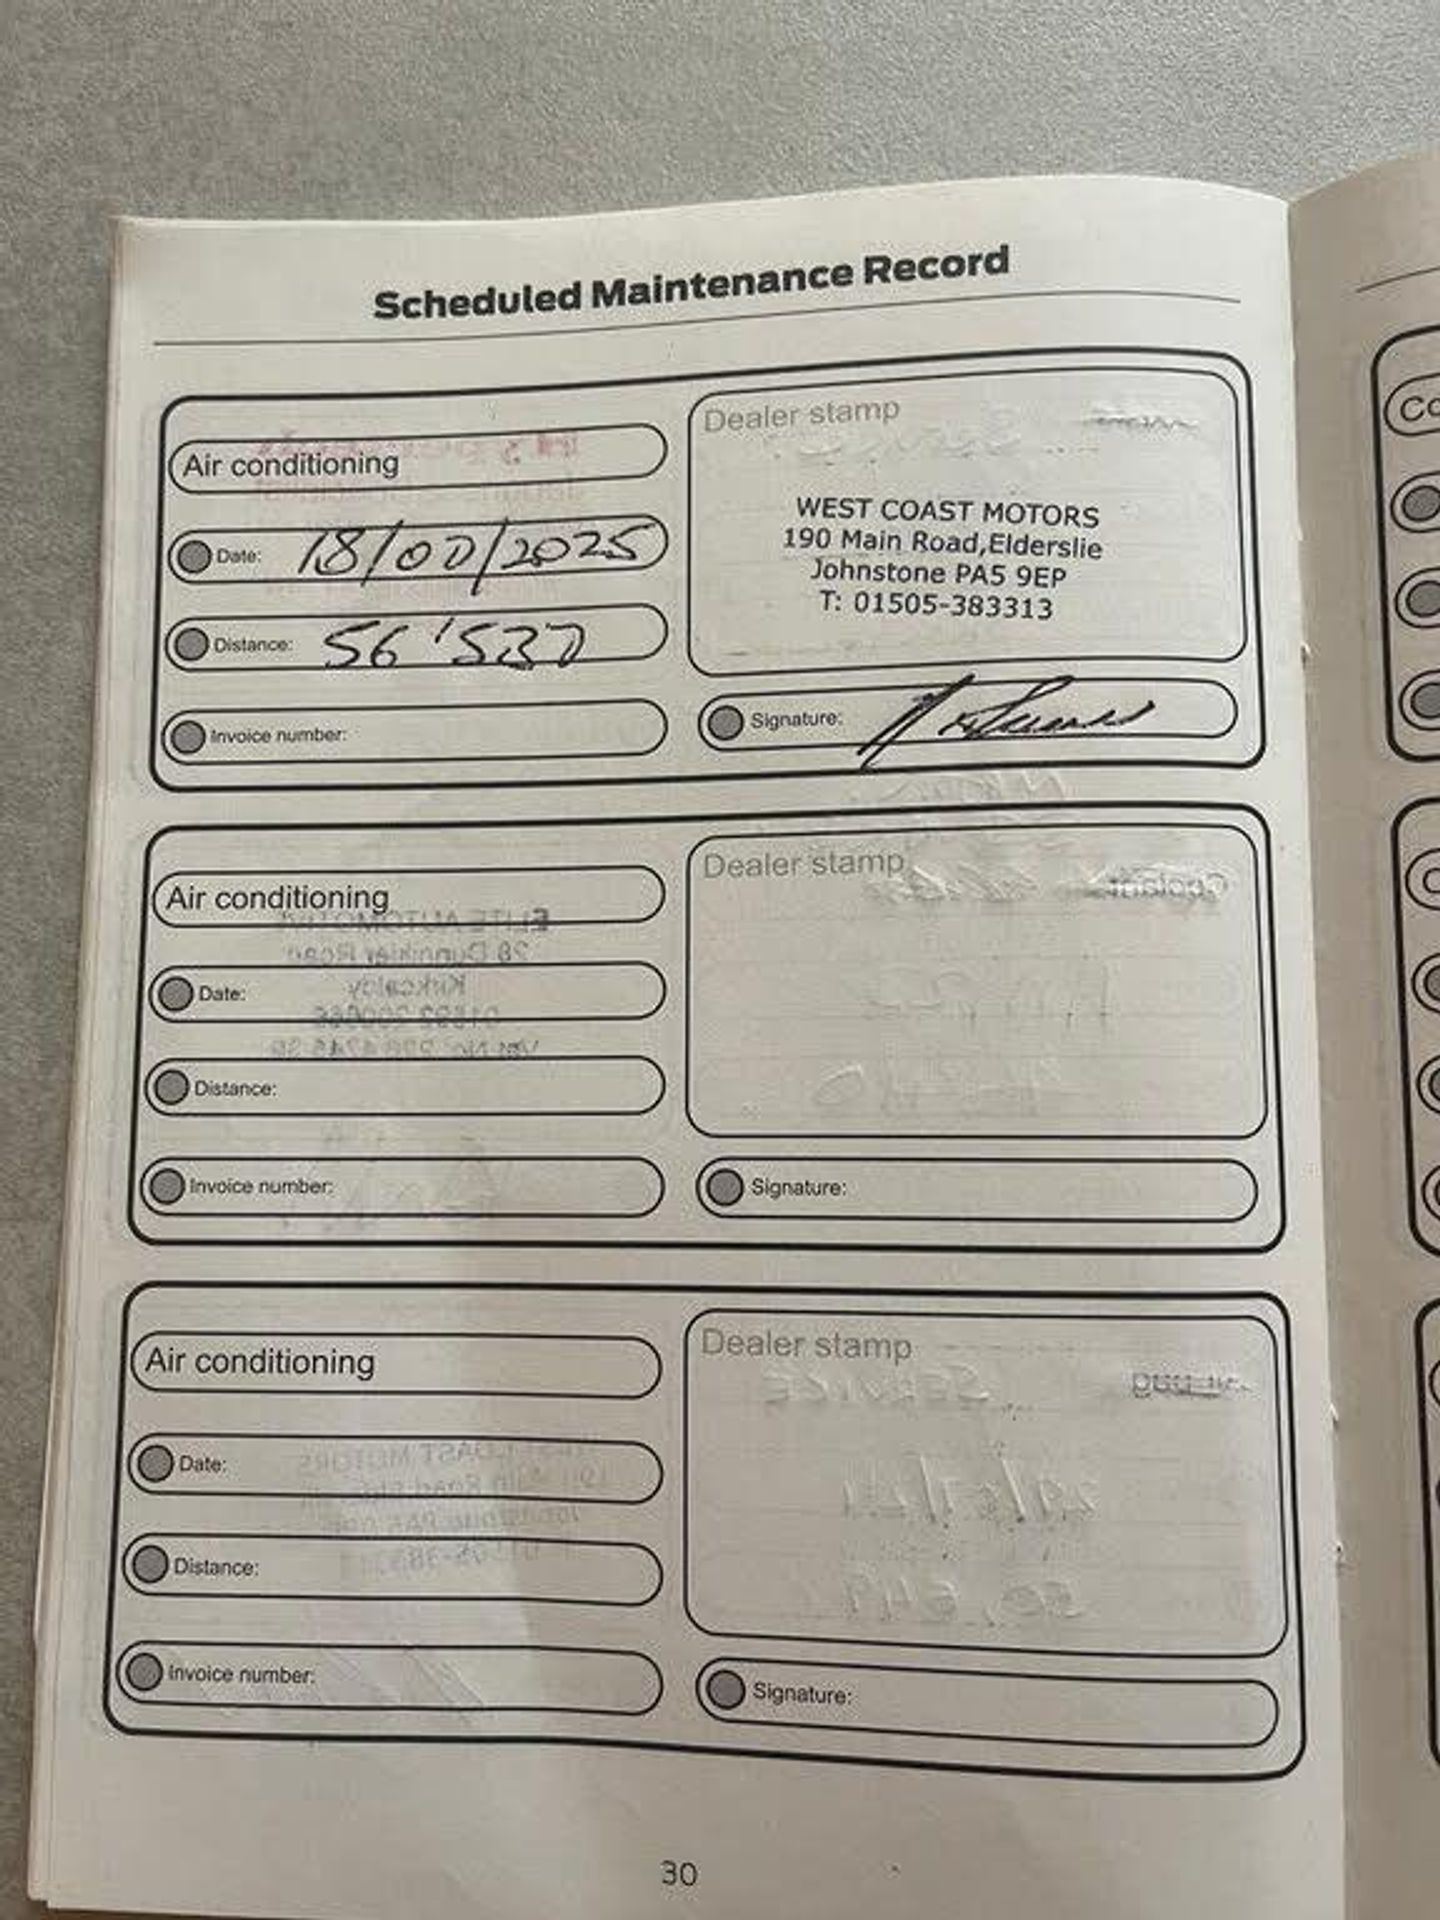 Scheduled Maintenance Record
Air conditioning
Date: 18/00/2025
Distance:
Invoice number:
Dealer stamp
WEST COAST MOTORS
190 Main Road,Elderslie
Johnstone PA5 9EP
T: 01505-383313
Signature:
Air conditioning
Date:
Distance:
Invoice number:
Dealer stamp
Signature:
Air conditioning
Date:
Distance:
Invoice number:
Dealer stamp
Signature:
30
Co